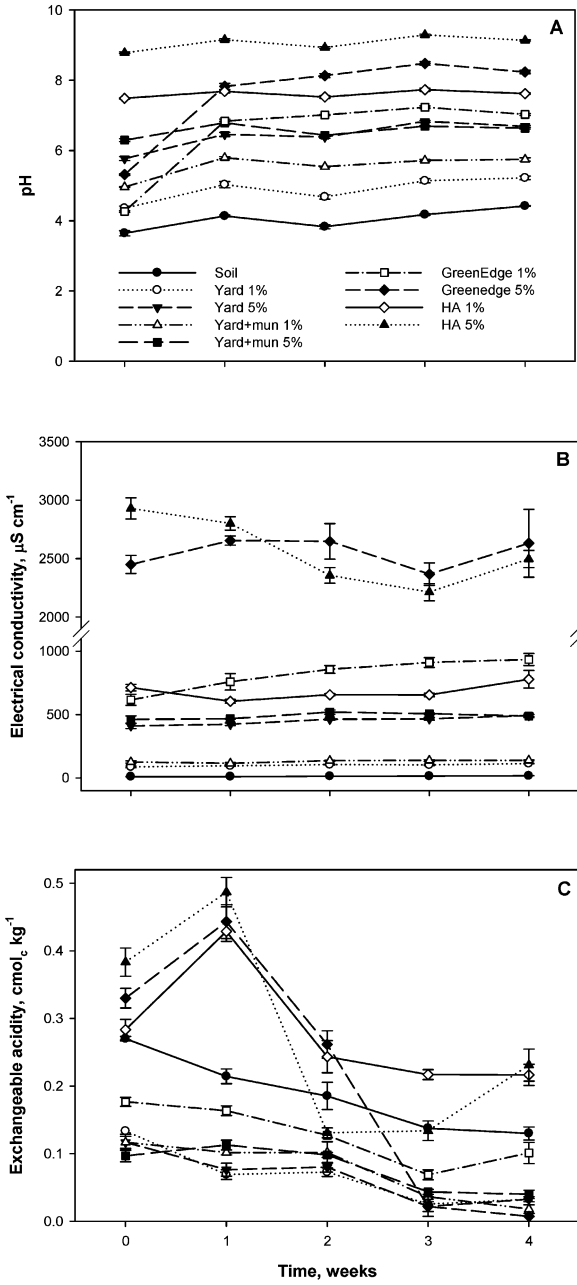 A
10
8
6
4
2
0
pH
Soil
Yard 1%
Yard 5%
Yard+mun 1%
Yard+mun 5%
GreenEdge 1%
Greenedge 5%
HA 1%
HA 5%
B
3500
3000
2500
2000
1000
500
0
Electrical conductivity, µS cm⁻¹
C
0.5
0.4
0.3
0.2
0.1
0.0
Exchangeable acidity, cmol꜀ kg⁻¹
0 1 2 3 4
Time, weeks